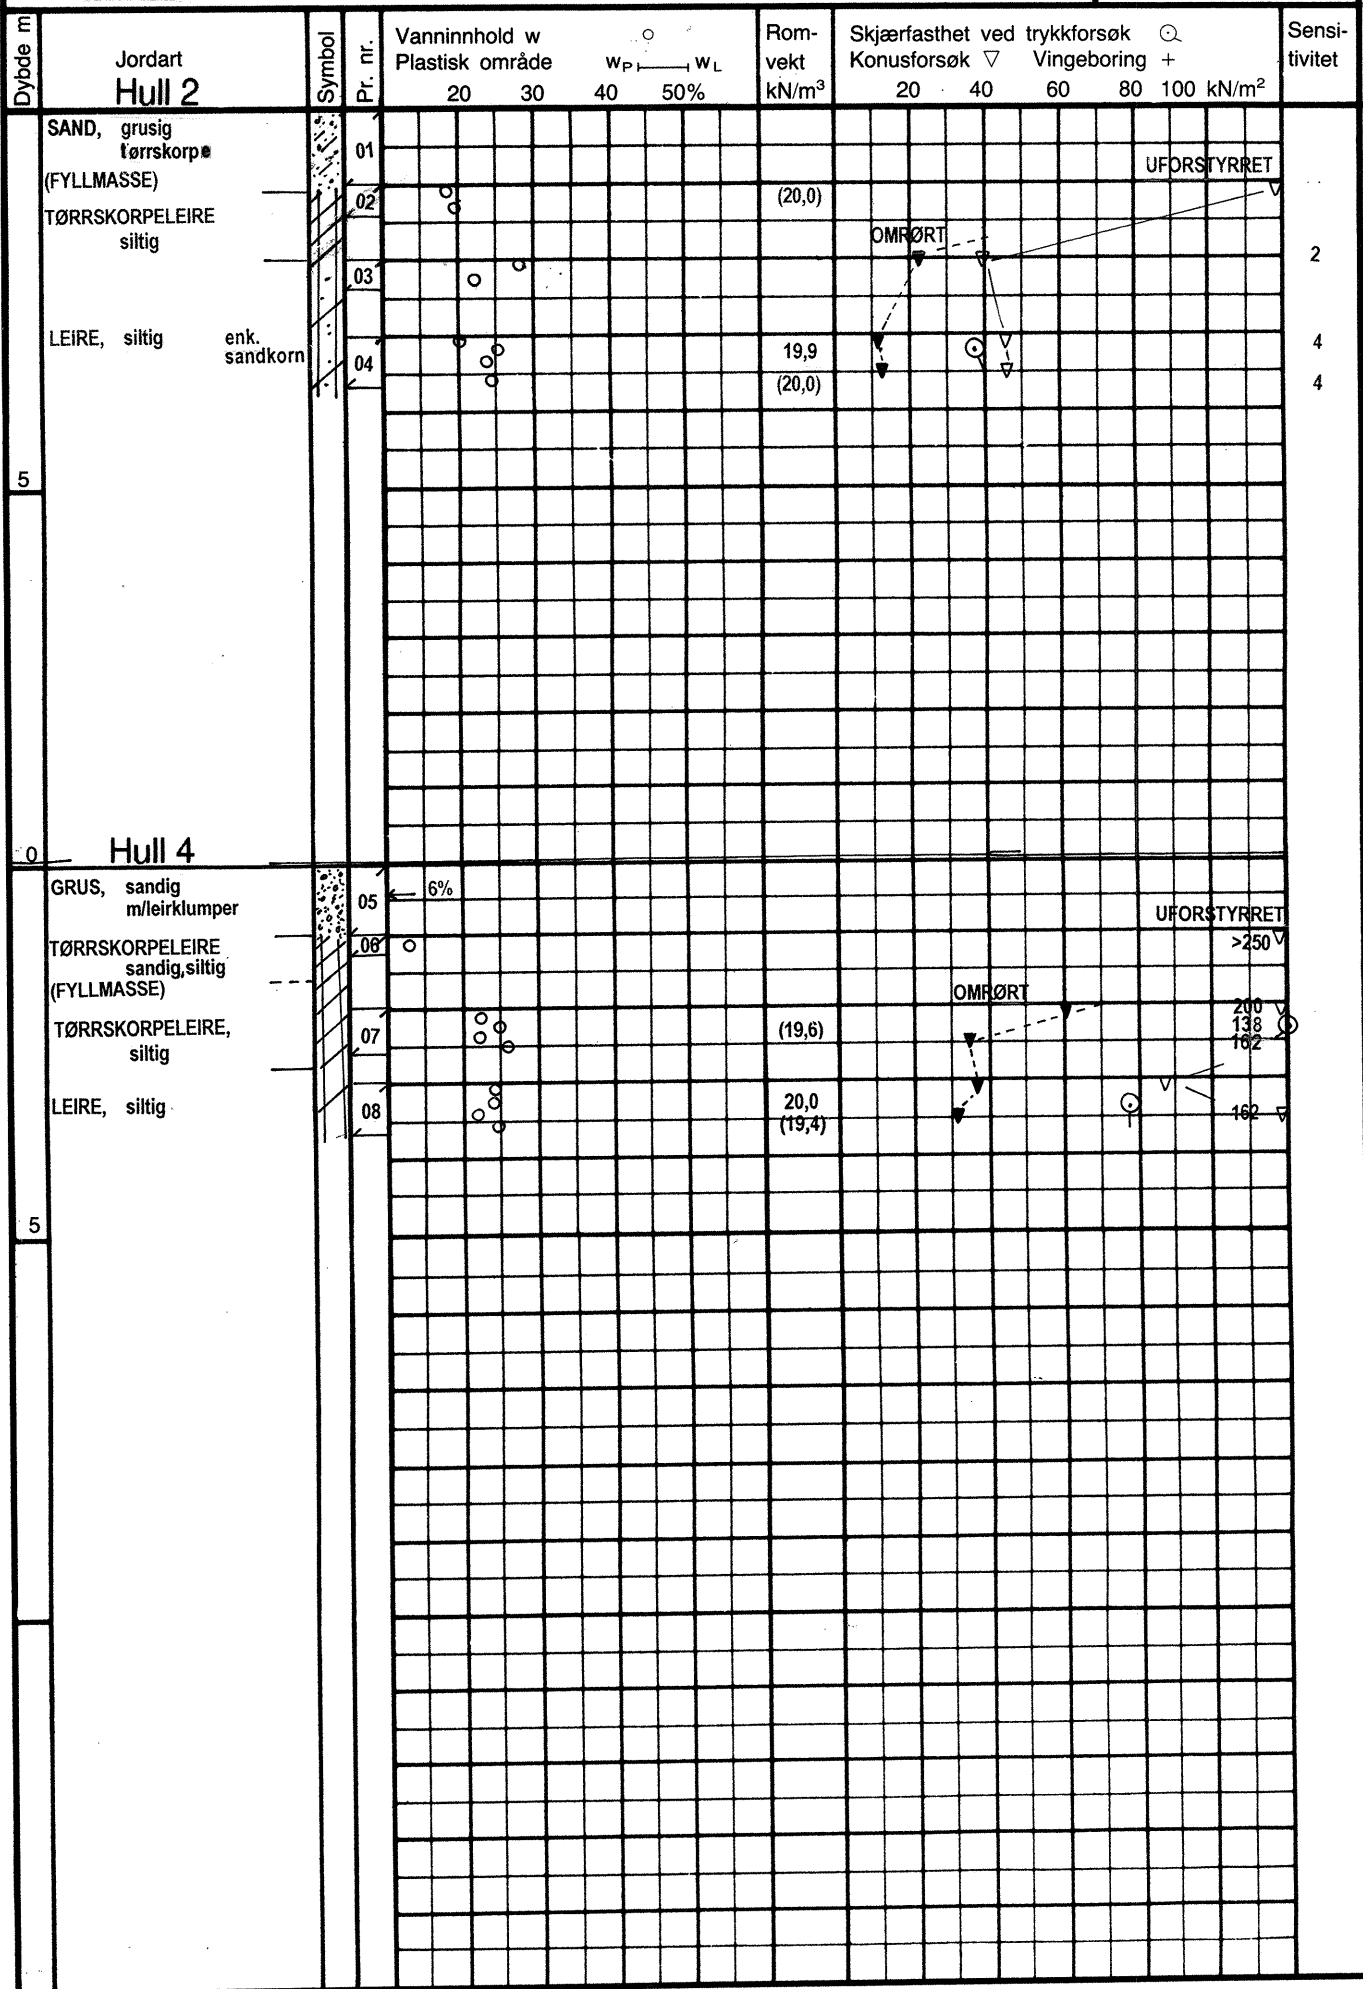 Dybde m
Jordart
Hull 2
Symbol
Pr. nr.
Vanninnhold w
Plastisk område wP wL
20 30 40 50%
Rom-
vekt
kN/m³
Skjærfasthet ved trykkforsøk
Konusforsøk ▽ Vingeboring +
20 40 60 80 100 kN/m²
Sensi-
tivitet
SAND, grusig
tørrskorpe
01
(FYLLMASSE)
UFORSTYRRET
02
(20,0)
TØRRSKORPELEIRE
siltig
OMRØRT
2
03
LEIRE, siltig enk.
sandkorn
04
19,9
4
(20,0)
4
5
0
Hull 4
GRUS, sandig
m/leirklumper
05
6%
UFORSTYRRET
06
>250
TØRRSKORPELEIRE
sandig,siltig
(FYLLMASSE)
OMRØRT
200
TØRRSKORPELEIRE,
siltig
07
(19,6)
138
162
LEIRE, siltig
08
20,0
(19,4)
162
5